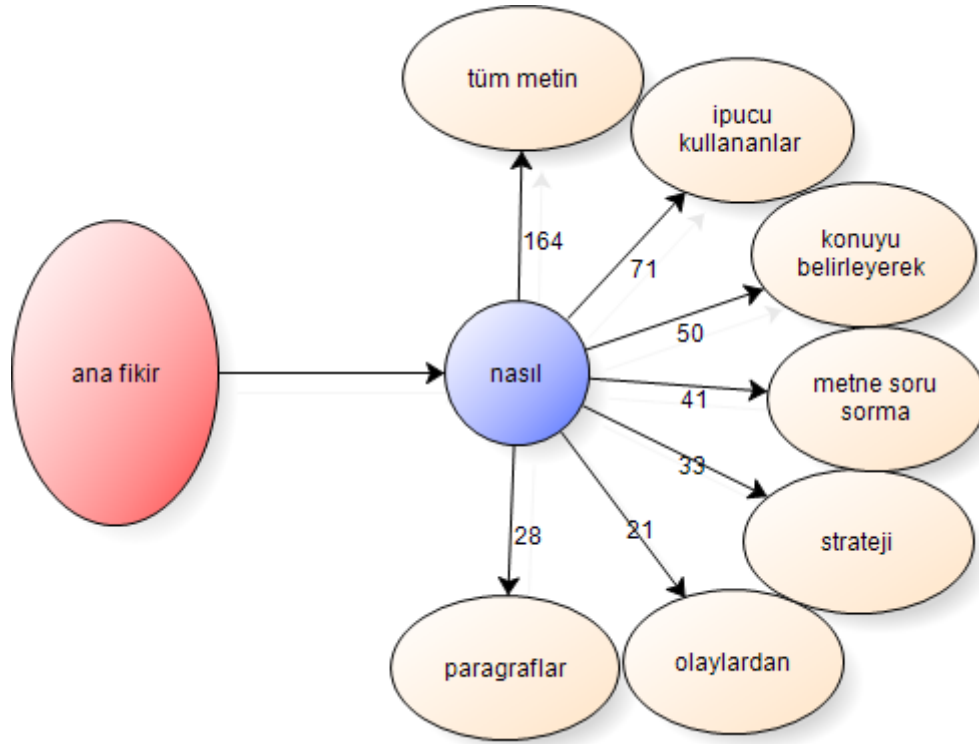 tüm metin
ipucu
kullananlar
164
71
konuyu
belirleyerek
50
ana fikir
nasıl
metne soru
sorma
41
33
strateji
21
28
olaylardan
paragraflar